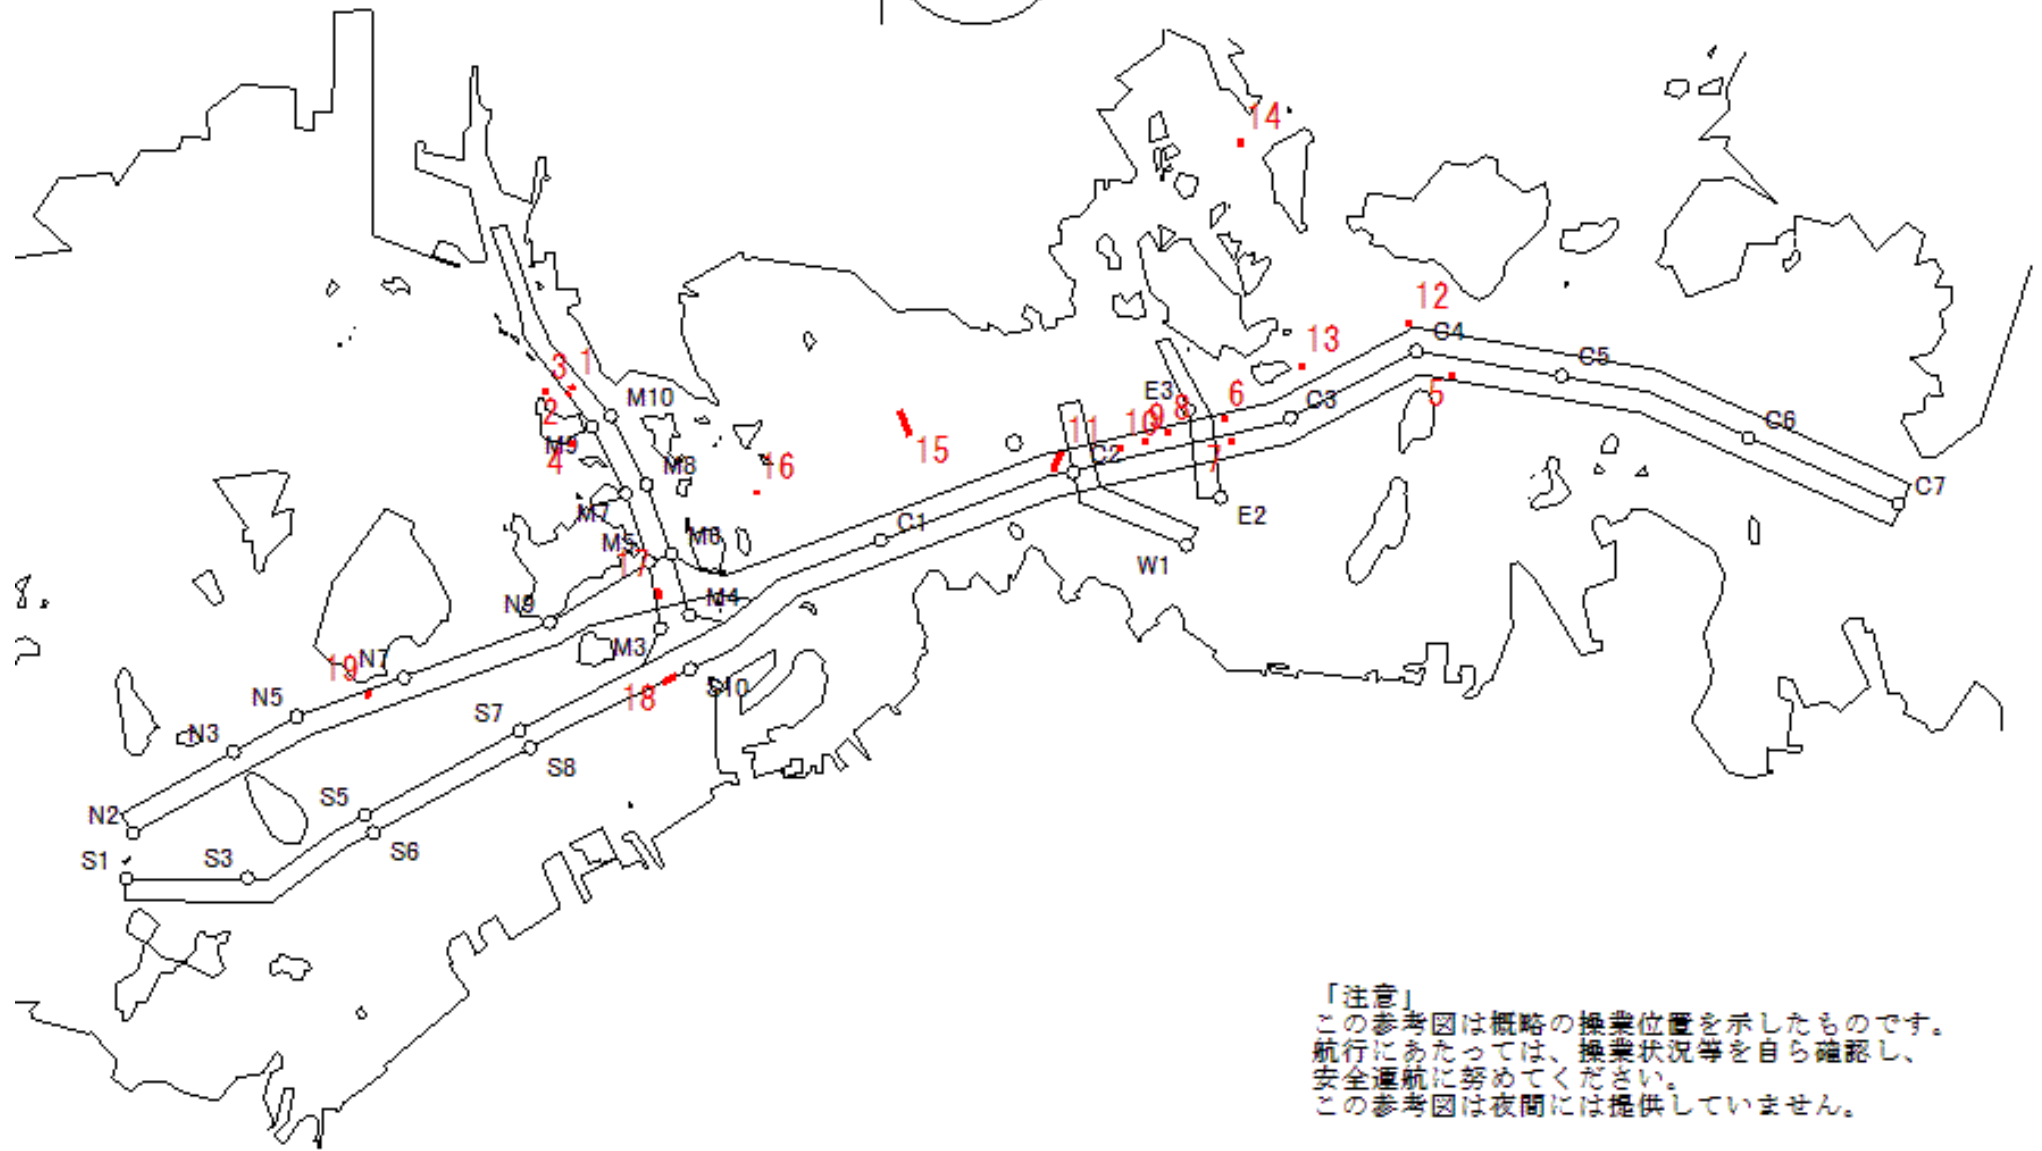 14
12
C4
13
C5
3
1
M10
E3
6
C3
5
2
8
9
10
11
C6
M9
15
7
C2
4
M8
16
C7
M7
E2
C1
M6
M5
W1
17
N9
M4
M3
19
N7
S10
18
N5
S7
N3
S8
S5
N2
S6
S1
S3
「注意」
この参考図は概略の操業位置を示したものです。
航行にあたっては、操業状況等を自ら確認し、
安全運航に努めてください。
この参考図は夜間には提供していません。